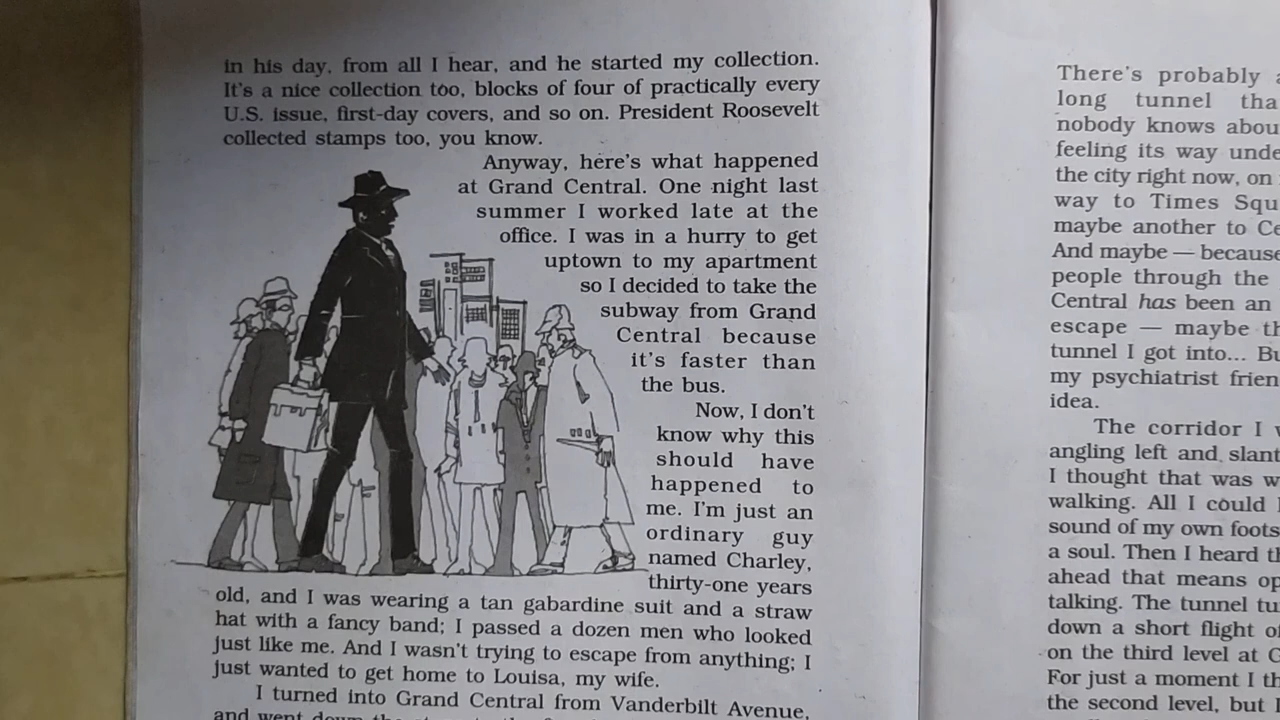 in his day, from all I hear, and he started my collection.
It's a nice collection too, blocks of four of practically every
U.S. issue, first-day covers, and so on. President Roosevelt
collected stamps too, you know.
Anyway, here's what happened
at Grand Central. One night last
summer I worked late at the
office. I was in a hurry to get
uptown to my apartment
so I decided to take the
subway from Grand
Central because
it's faster than
the bus.
Now, I don't
know why this
should have
happened to
me. I'm just an
ordinary guy
named Charley,
thirty-one years
old, and I was wearing a tan gabardine suit and a straw
hat with a fancy band; I passed a dozen men who looked
just like me. And I wasn't trying to escape from anything; I
just wanted to get home to Louisa, my wife.
I turned into Grand Central from Vanderbilt Avenue,
and went down the
There's probably
long tunnel
nobody knows
feeling its way
the city right now, on
way to Times
maybe another to
And maybe — because
people through the
Central has been an
escape — maybe
tunnel I got into...
my psychiatrist
idea.
The corridor I
angling left and
I thought that was
walking. All I could
sound of my own
a soul. Then I heard
ahead that means
talking. The tunnel
down a short flight
on the third level at
For just a moment I
the second level, but